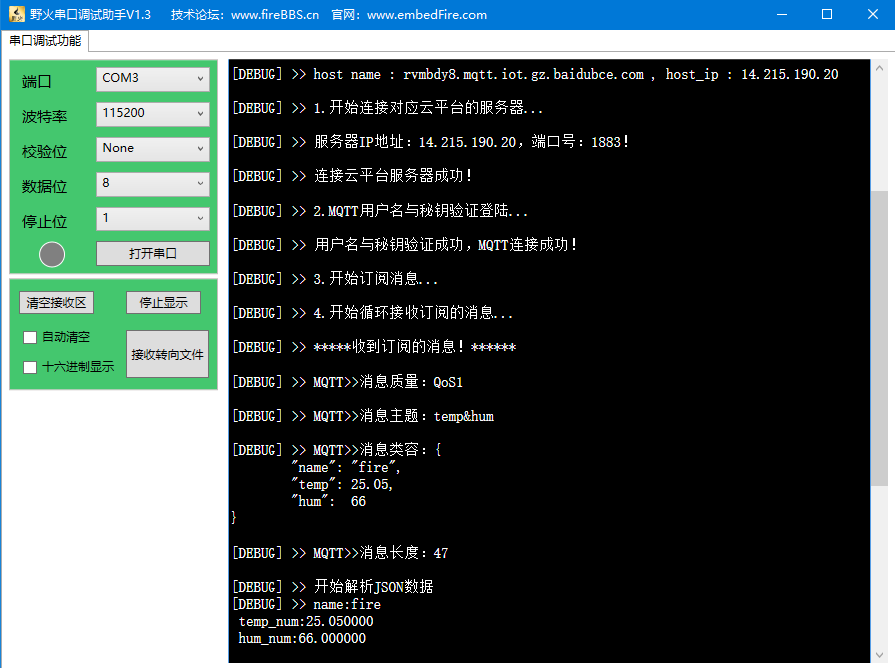 野火串口调试助手V1.3 技术论坛：www.fireBBS.cn 官网：www.embedFire.com
串口调试功能
端口 COM3
波特率 115200
校验位 None
数据位 8
停止位 1
打开串口
清空接收区 停止显示
自动清空
十六进制显示
接收转向文件
[DEBUG] >> host name : rvmbdy8.mqtt.iot.gz.baidubce.com , host_ip : 14.215.190.20
[DEBUG] >> 1.开始连接对应云平台的服务器...
[DEBUG] >> 服务器IP地址：14.215.190.20，端口号：1883！
[DEBUG] >> 连接云平台服务器成功！
[DEBUG] >> 2.MQTT用户名与秘钥验证登陆...
[DEBUG] >> 用户名与秘钥验证成功，MQTT连接成功！
[DEBUG] >> 3.开始订阅消息...
[DEBUG] >> 4.开始循环接收订阅的消息...
[DEBUG] >> *****收到订阅的消息！******
[DEBUG] >> MQTT>>消息质量：QoS1
[DEBUG] >> MQTT>>消息主题：temp&hum
[DEBUG] >> MQTT>>消息类容：{
"name": "fire",
"temp": 25.05,
"hum": 66
}
[DEBUG] >> MQTT>>消息长度：47
[DEBUG] >> 开始解析JSON数据
[DEBUG] >> name:fire
temp_num:25.050000
hum_num:66.000000